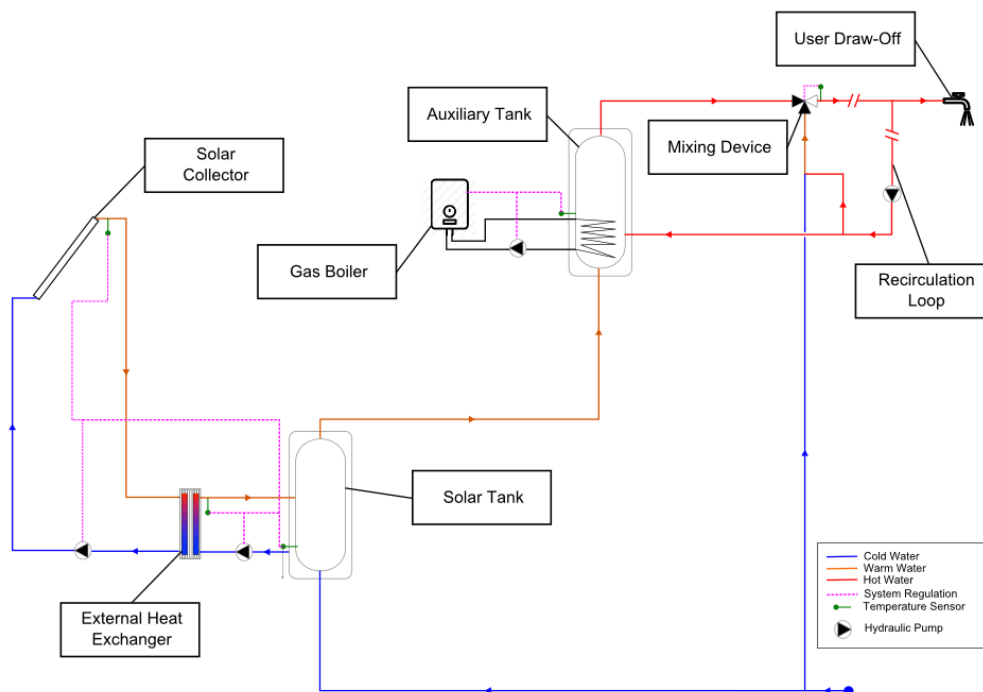 User Draw-Off
Auxiliary Tank
Mixing Device
Solar
Collector
Gas Boiler
Recirculation
Loop
Solar Tank
External Heat
Exchanger
Cold Water
Warm Water
Hot Water
System Regulation
Temperature Sensor
Hydraulic Pump